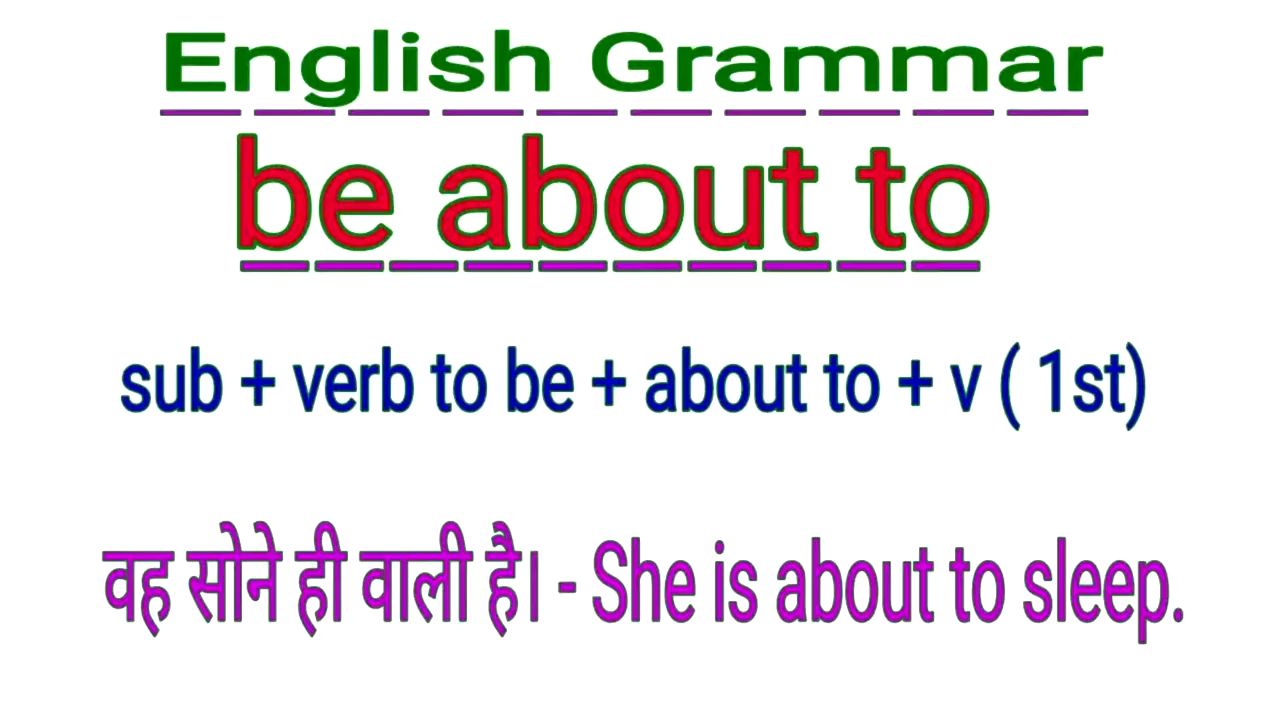 English Grammar
be about to
sub + verb to be + about to + v ( 1st)
वह सोने ही वाली है। - She is about to sleep.